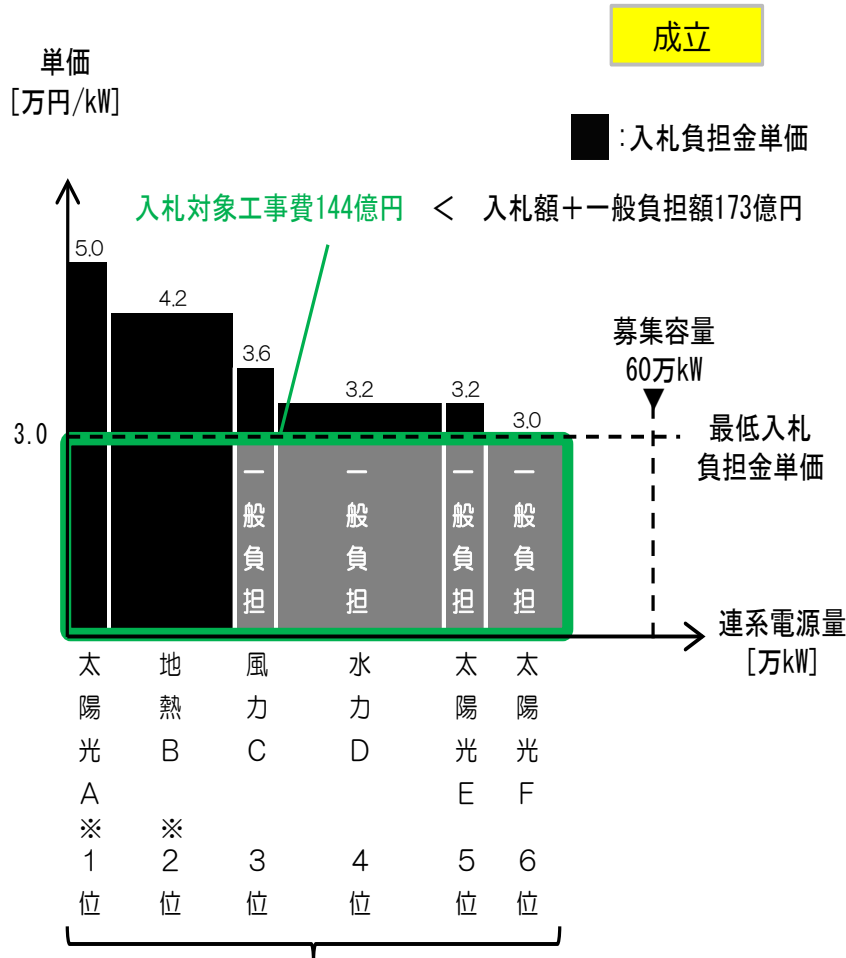 成立
単価
[万円/kW]
:入札負担金単価
入札対象工事費144億円 < 入札額+一般負担額173億円
5.0
4.2
3.6
3.2
3.2
3.0
募集容量
60万kW
3.0
最低入札
負担金単価
一般負担
一般負担
一般負担
一般負担
連系電源量
[万kW]
太陽光A※1位
地熱B※2位
風力C3位
水力D4位
太陽光E5位
太陽光F6位